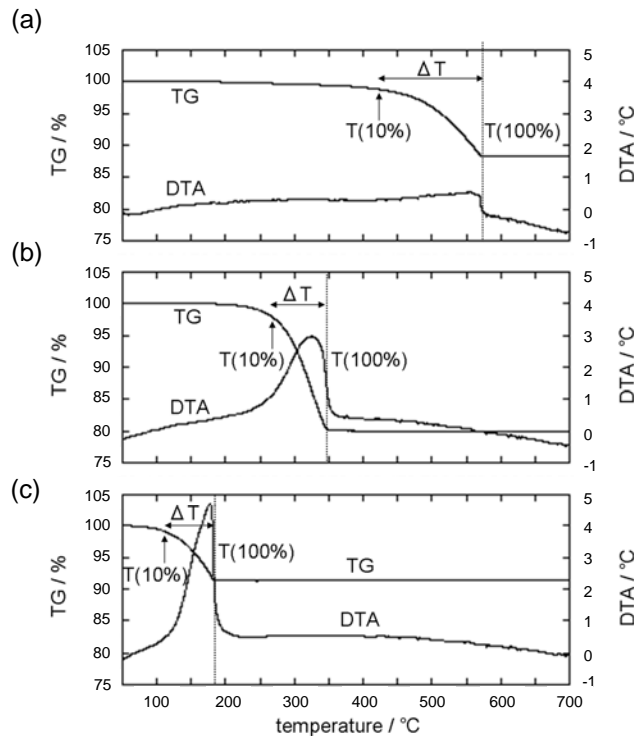 (a)
105
100
95
90
85
80
75
TG / %
TG
DTA
Δ T
T(10%)
T(100%)
5
4
3
2
1
0
-1
DTA / °C
(b)
105
100
95
90
85
80
75
TG / %
TG
DTA
Δ T
T(10%)
T(100%)
5
4
3
2
1
0
-1
DTA / °C
(c)
105
100
95
90
85
80
75
TG / %
Δ T
T(10%)
T(100%)
TG
DTA
5
4
3
2
1
0
-1
DTA / °C
100 200 300 400 500 600 700
temperature / °C